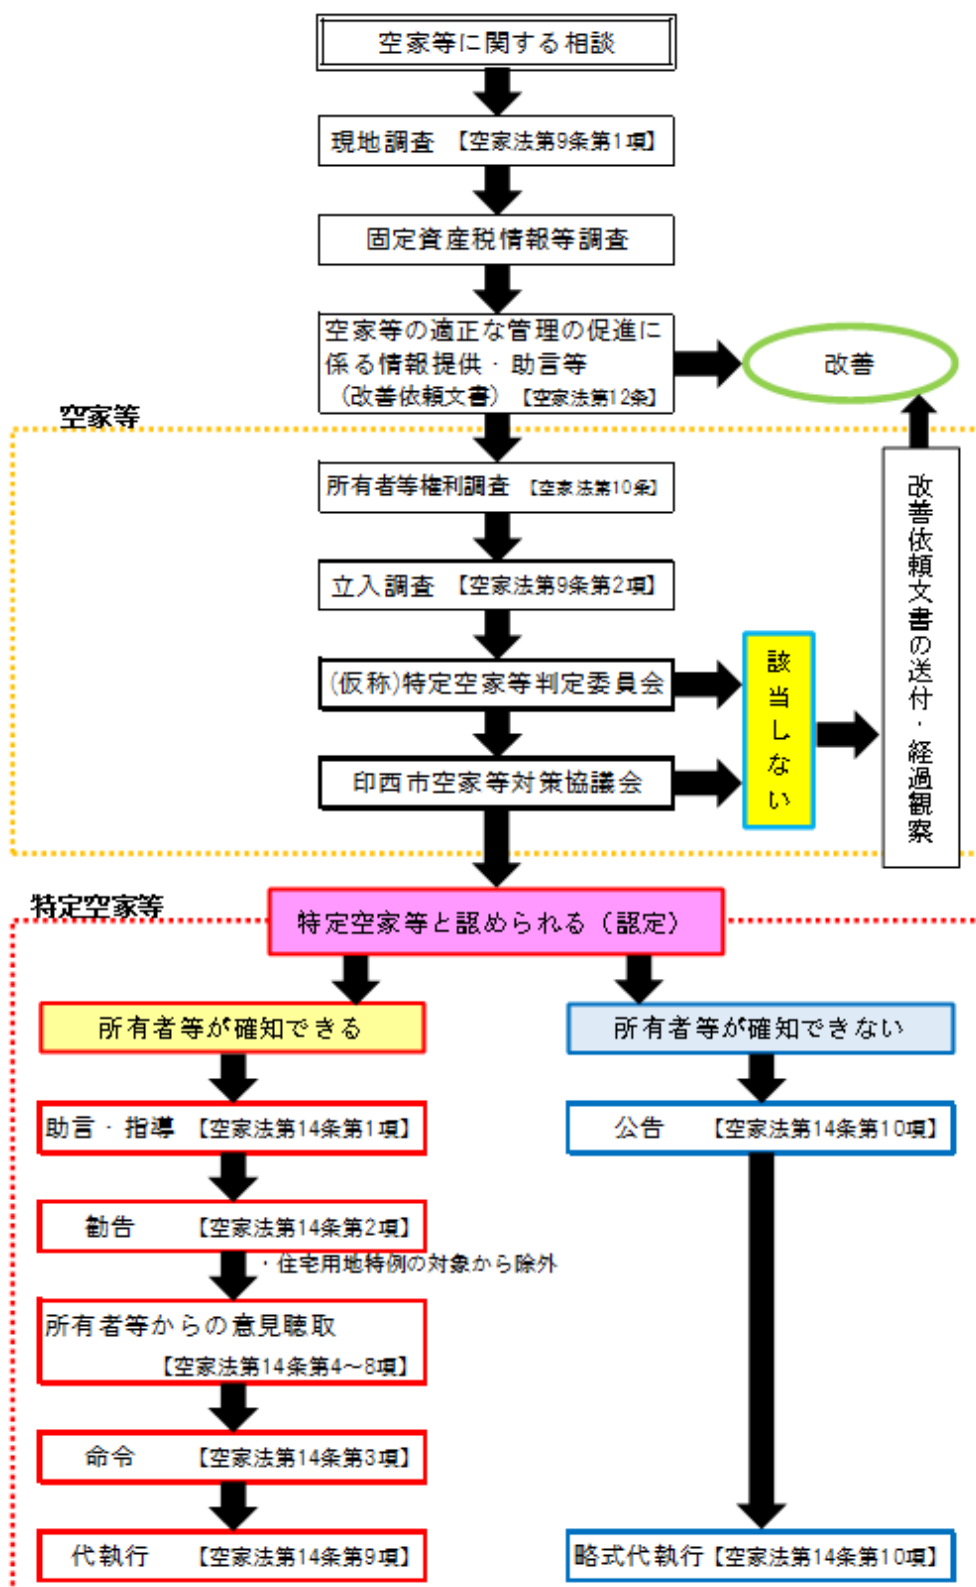 空家等に関する相談
現地調査 【空家法第9条第1項】
固定資産税情報等調査
空家等の適正な管理の促進に
係る情報提供・助言等
(改善依頼文書) 【空家法第12条】
改善
空家等
所有者等権利調査 【空家法第10条】
立入調査 【空家法第9条第2項】
(仮称)特定空家等判定委員会
印西市空家等対策協議会
該当しない
改善依頼文書の送付・経過観察
特定空家等
特定空家等と認められる(認定)
所有者等が確知できる
助言・指導 【空家法第14条第1項】
勧告 【空家法第14条第2項】
・住宅用地特例の対象から除外
所有者等からの意見聴取
【空家法第14条第4～8項】
命令 【空家法第14条第3項】
代執行 【空家法第14条第9項】
所有者等が確知できない
公告 【空家法第14条第10項】
略式代執行【空家法第14条第10項】